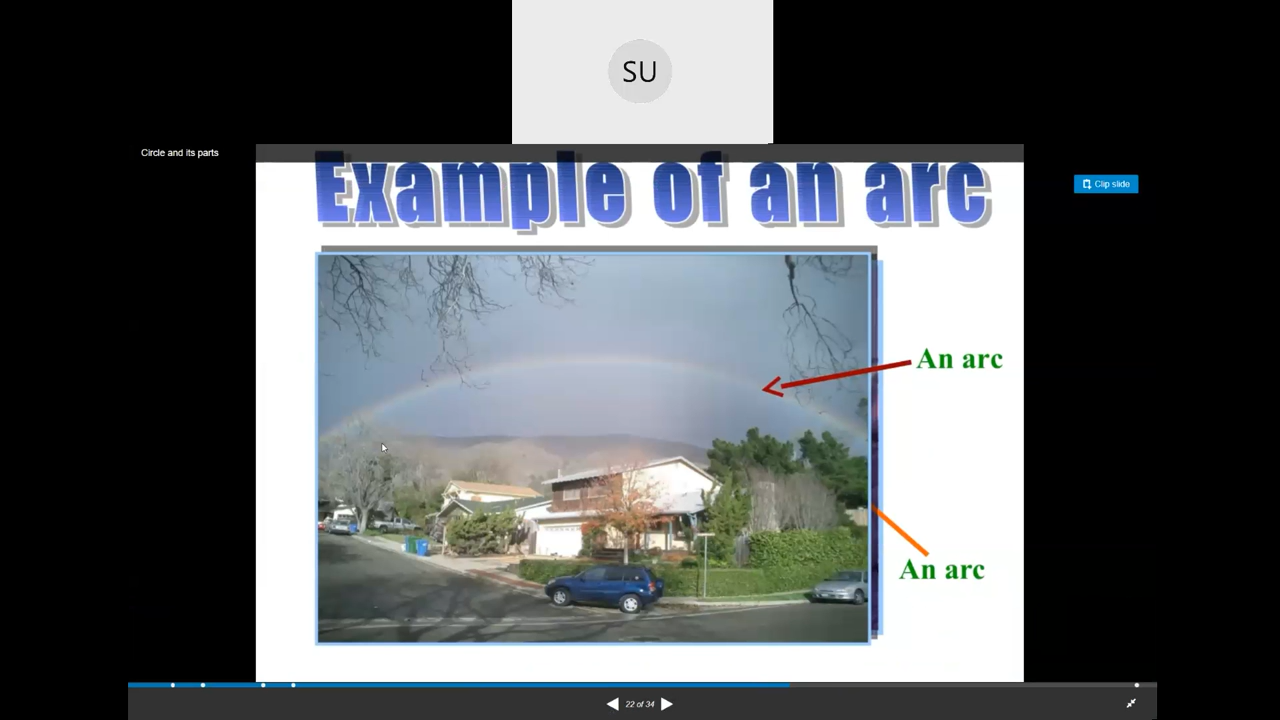 SU
Circle and its parts
Example of an arc
Clip slide
An arc
An arc
22 of 34